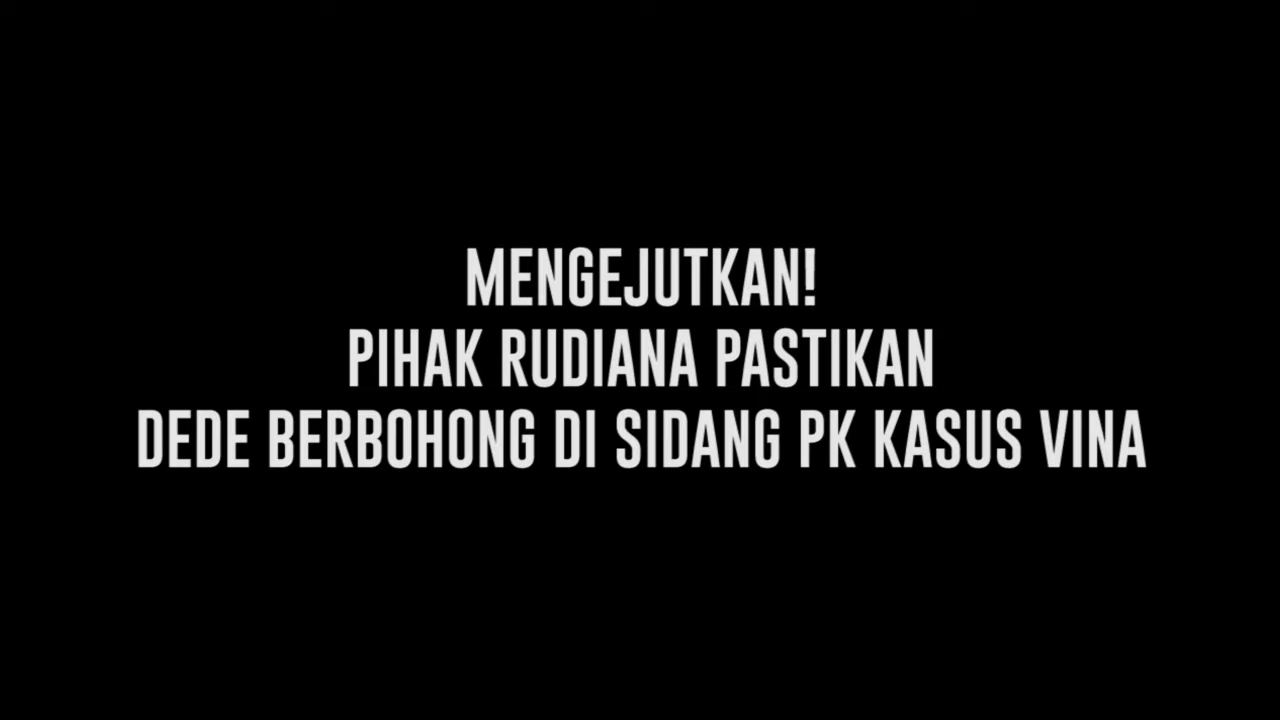 MENGEJUTKAN!
PIHAK RUDIANA PASTIKAN
DEDE BERBOHONG DI SIDANG PK KASUS VINA